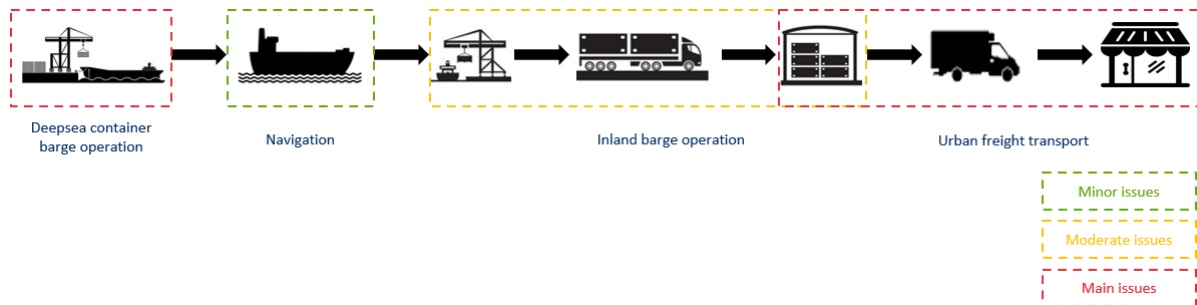 Deepsea container
barge operation
Navigation
Inland barge operation
Urban freight transport
Minor issues
Moderate issues
Main issues